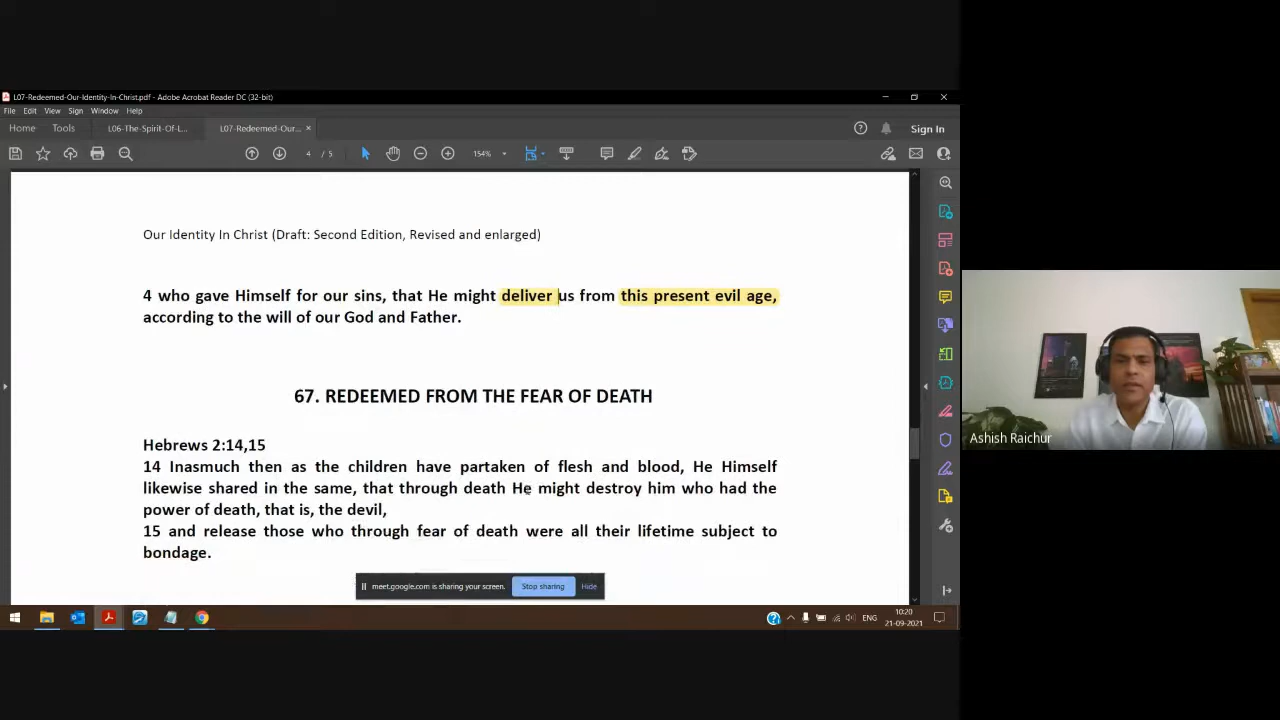 L07-Redeemed-Our-Identity-In-Christ.pdf - Adobe Acrobat Reader DC (32-bit)
File Edit View Sign Window Help
Home Tools L06-The-Spirit-Of-L... L07-Redeemed-Our... × Sign In
4 / 5 154%
Our Identity In Christ (Draft: Second Edition, Revised and enlarged)
4 who gave Himself for our sins, that He might deliver us from this present evil age,
according to the will of our God and Father.
67. REDEEMED FROM THE FEAR OF DEATH
Hebrews 2:14,15
14 Inasmuch then as the children have partaken of flesh and blood, He Himself
likewise shared in the same, that through death He might destroy him who had the
power of death, that is, the devil,
15 and release those who through fear of death were all their lifetime subject to
bondage.
meet.google.com is sharing your screen. Stop sharing Hide
ENG 10:20
21-09-2021
Ashish Raichur